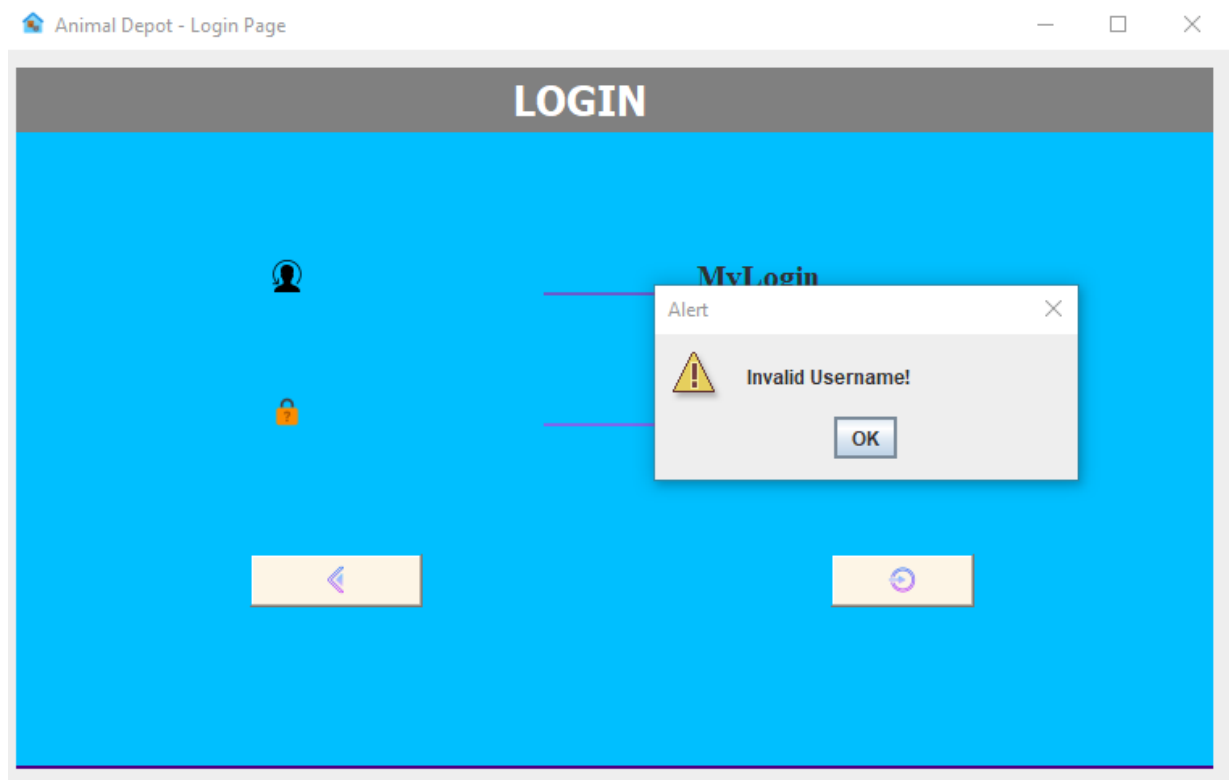 Animal Depot - Login Page
LOGIN
MyLogin
Alert
Invalid Username!
?
OK